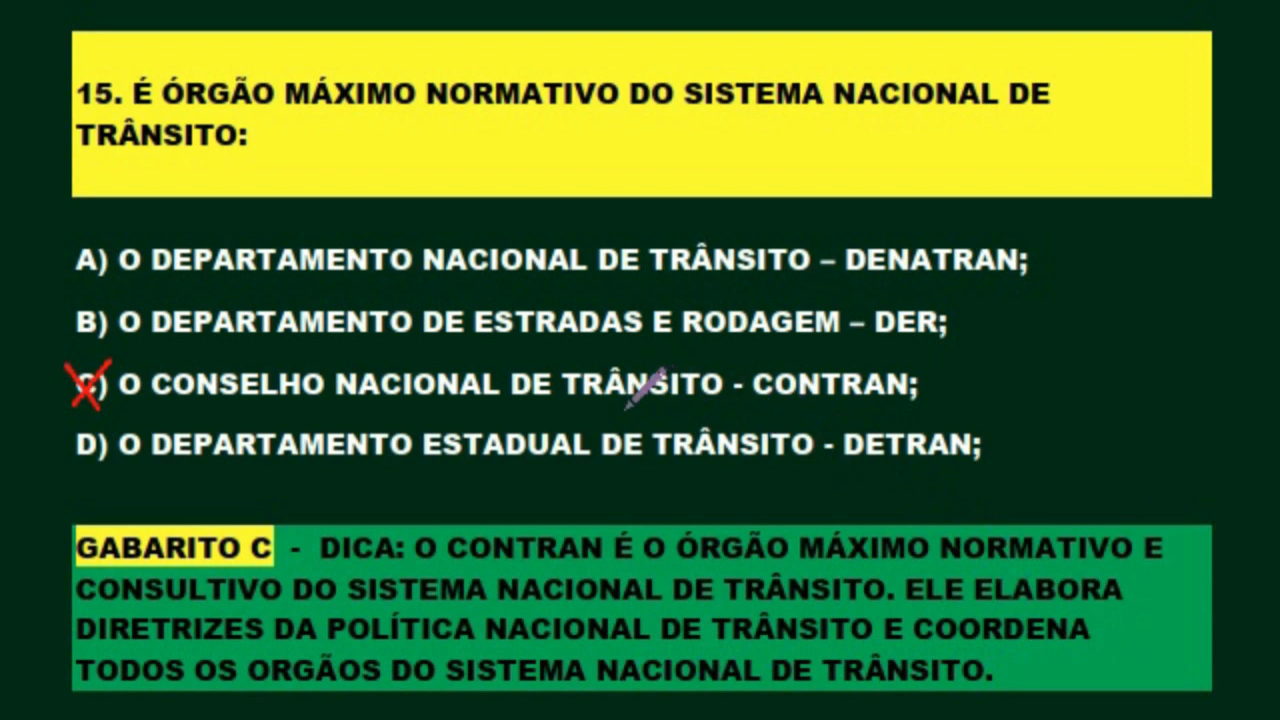 15. É ÓRGÃO MÁXIMO NORMATIVO DO SISTEMA NACIONAL DE
TRÂNSITO:
A) O DEPARTAMENTO NACIONAL DE TRÂNSITO – DENATRAN;
B) O DEPARTAMENTO DE ESTRADAS E RODAGEM – DER;
C) O CONSELHO NACIONAL DE TRÂNSITO - CONTRAN;
D) O DEPARTAMENTO ESTADUAL DE TRÂNSITO - DETRAN;
GABARITO C - DICA: O CONTRAN É O ÓRGÃO MÁXIMO NORMATIVO E
CONSULTIVO DO SISTEMA NACIONAL DE TRÂNSITO. ELE ELABORA
DIRETRIZES DA POLÍTICA NACIONAL DE TRÂNSITO E COORDENA
TODOS OS ORGÃOS DO SISTEMA NACIONAL DE TRÂNSITO.